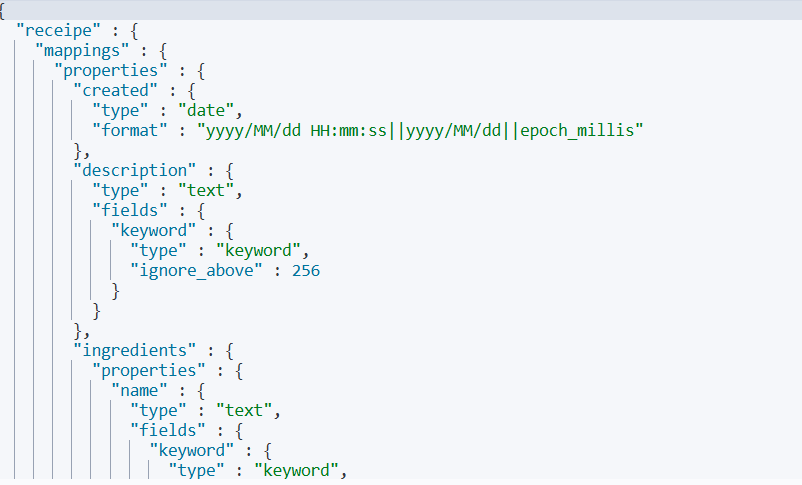 {
"receipe" : {
"mappings" : {
"properties" : {
"created" : {
"type" : "date",
"format" : "yyyy/MM/dd HH:mm:ss||yyyy/MM/dd||epoch_millis"
},
"description" : {
"type" : "text",
"fields" : {
"keyword" : {
"type" : "keyword",
"ignore_above" : 256
}
}
},
"ingredients" : {
"properties" : {
"name" : {
"type" : "text",
"fields" : {
"keyword" : {
"type" : "keyword",